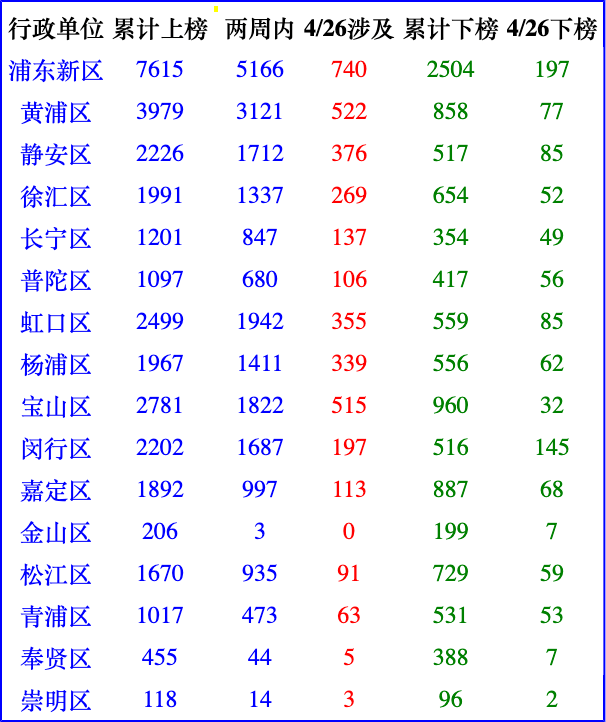 行政单位 累计上榜 两周内 4/26涉及 累计下榜 4/26下榜
浦东新区 7615 5166 740 2504 197
黄浦区 3979 3121 522 858 77
静安区 2226 1712 376 517 85
徐汇区 1991 1337 269 654 52
长宁区 1201 847 137 354 49
普陀区 1097 680 106 417 56
虹口区 2499 1942 355 559 85
杨浦区 1967 1411 339 556 62
宝山区 2781 1822 515 960 32
闵行区 2202 1687 197 516 145
嘉定区 1892 997 113 887 68
金山区 206 3 0 199 7
松江区 1670 935 91 729 59
青浦区 1017 473 63 531 53
奉贤区 455 44 5 388 7
崇明区 118 14 3 96 2